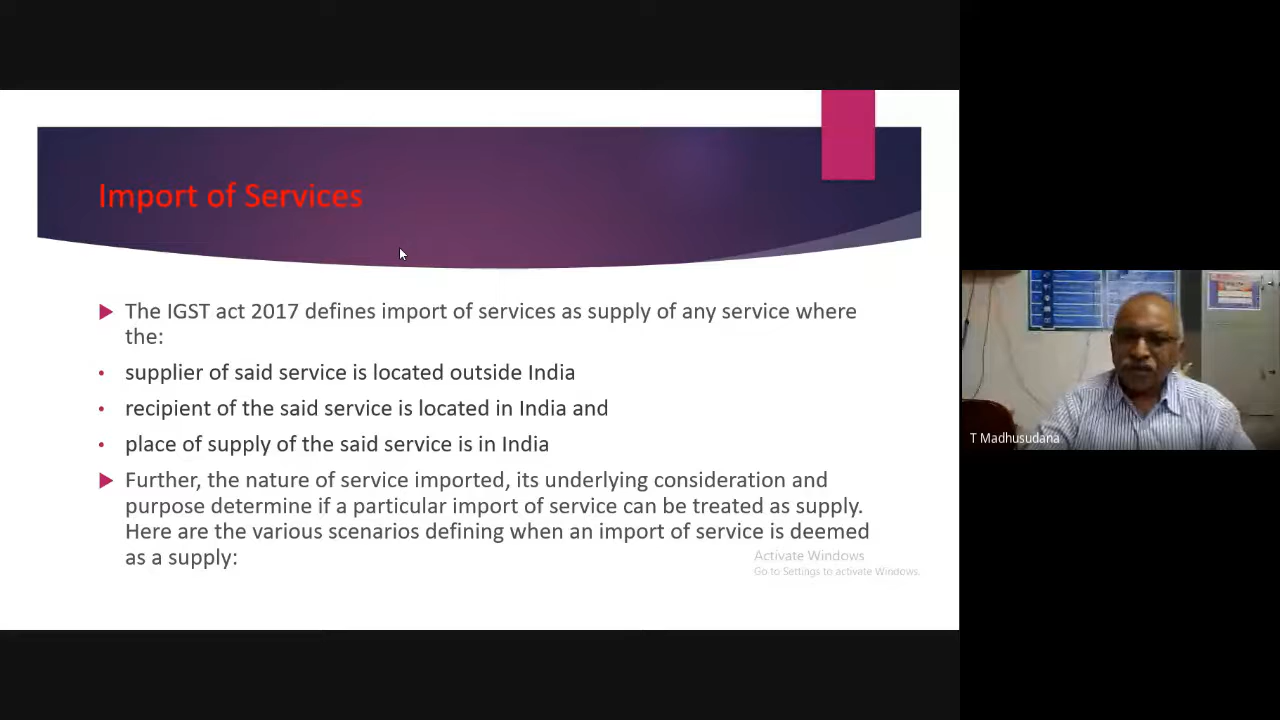 Import of Services
The IGST act 2017 defines import of services as supply of any service where
the:
supplier of said service is located outside India
recipient of the said service is located in India and
place of supply of the said service is in India
Further, the nature of service imported, its underlying consideration and
purpose determine if a particular import of service can be treated as supply.
Here are the various scenarios defining when an import of service is deemed
as a supply:
Activate Windows
Go to Settings to activate Windows.
T Madhusudana